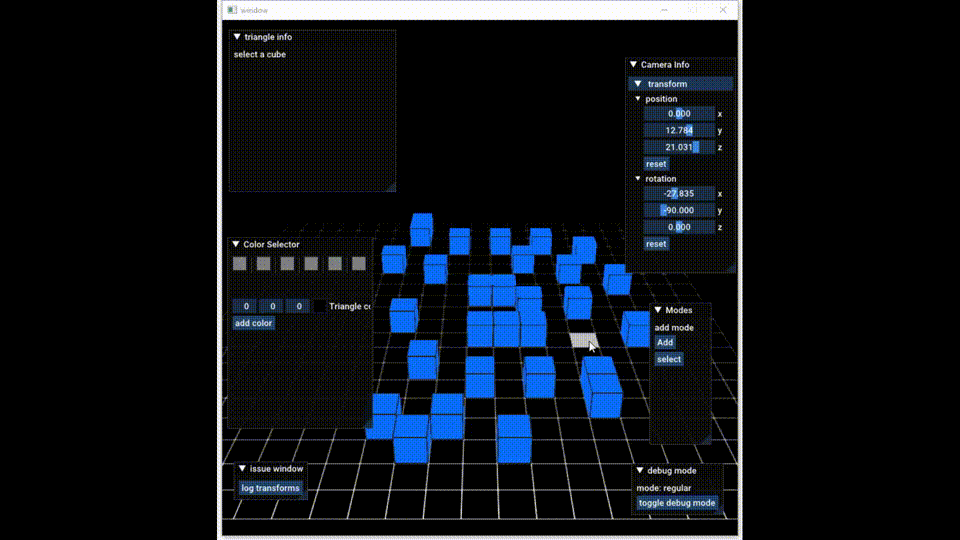 window
triangle info
select a cube
Camera Info
transform
position
0.000 x
12.784 y
21.031 z
reset
rotation
-27.835 x
-90.000 y
0.000 z
reset
Color Selector
0 0 0 Triangle co
add color
Modes
add mode
Add
select
issue window
log transforms
debug mode
mode: regular
toggle debug mode